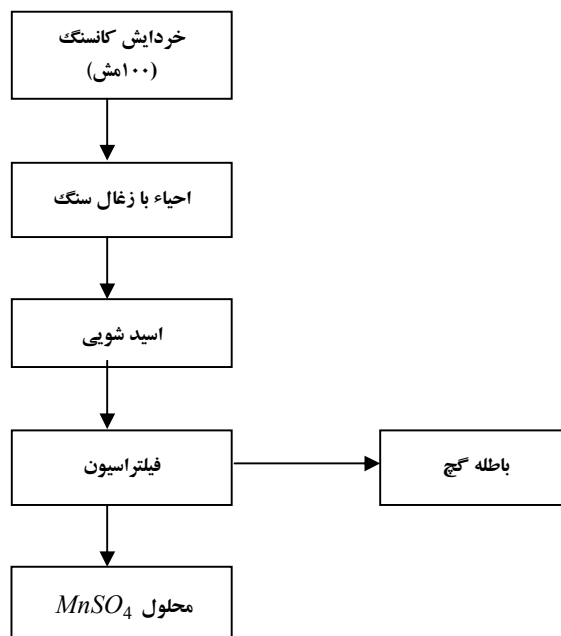 خردایش کانسنگ
(۱۰۰مش)
احیاء با زغال سنگ
اسید شویی
فیلتراسیون
باطله گچ
محلول MnSO₄